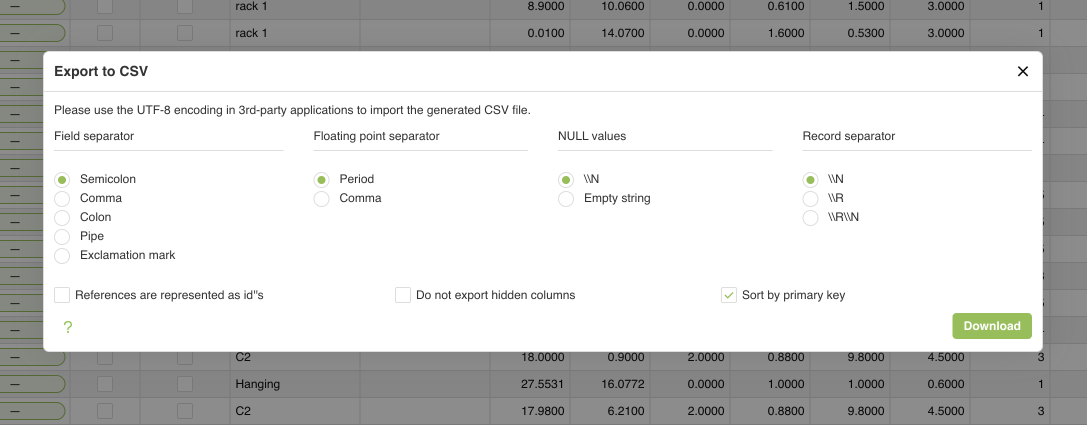 rack 1 8.9000 10.0600 0.0000 0.6100 1.5000 3.0000 1
rack 1 0.0100 14.0700 0.0000 1.6000 0.5300 3.0000 1
Export to CSV
Please use the UTF-8 encoding in 3rd-party applications to import the generated CSV file.
Field separator Floating point separator NULL values Record separator
Semicolon Period \\N \\N
Comma Comma Empty string \\R
Colon \\R\\N
Pipe
Exclamation mark
References are represented as id"s Do not export hidden columns Sort by primary key
? Download
C2 18.0000 0.9000 2.0000 0.8800 9.8000 4.5000 3
Hanging 27.5531 16.0772 0.0000 1.0000 1.0000 0.6000 1
C2 17.9800 6.2100 2.0000 0.8800 9.8000 4.5000 3